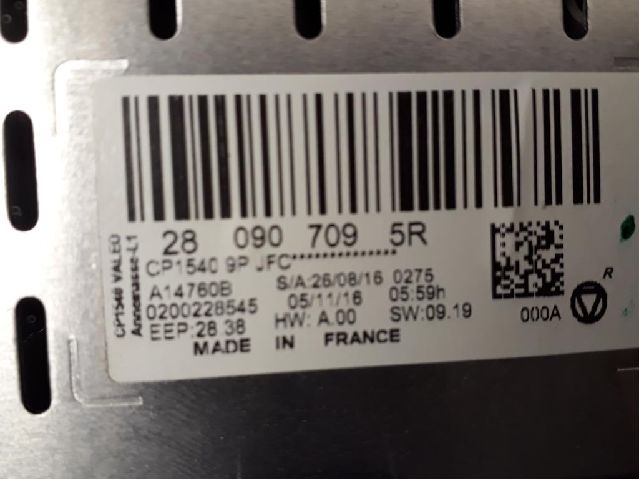 28 090 709 5R
CP1540 9P JFC***************
A14760B S/A:26/08/16 0275
0200228545 05/11/16 05:59h
EEP:28.38 HW: A.00 SW:09.19
MADE IN FRANCE
000A
R
CP1540 VALEO
Annemasse-L1